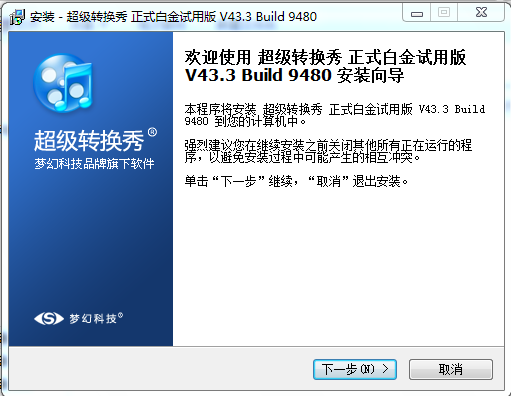 安装 - 超级转换秀 正式白金试用版 V43.3 Build 9480
欢迎使用 超级转换秀 正式白金试用版
V43.3 Build 9480 安装向导
本程序将安装 超级转换秀 正式白金试用版 V43.3 Build
9480 到您的计算机中。
强烈建议您在继续安装之前关闭其他所有正在运行的程
序，以避免安装过程中可能产生的相互冲突。
单击“下一步”继续，“取消”退出安装。
超级转换秀®
梦幻科技品牌旗下软件
梦幻科技®
下一步(N) >
取消